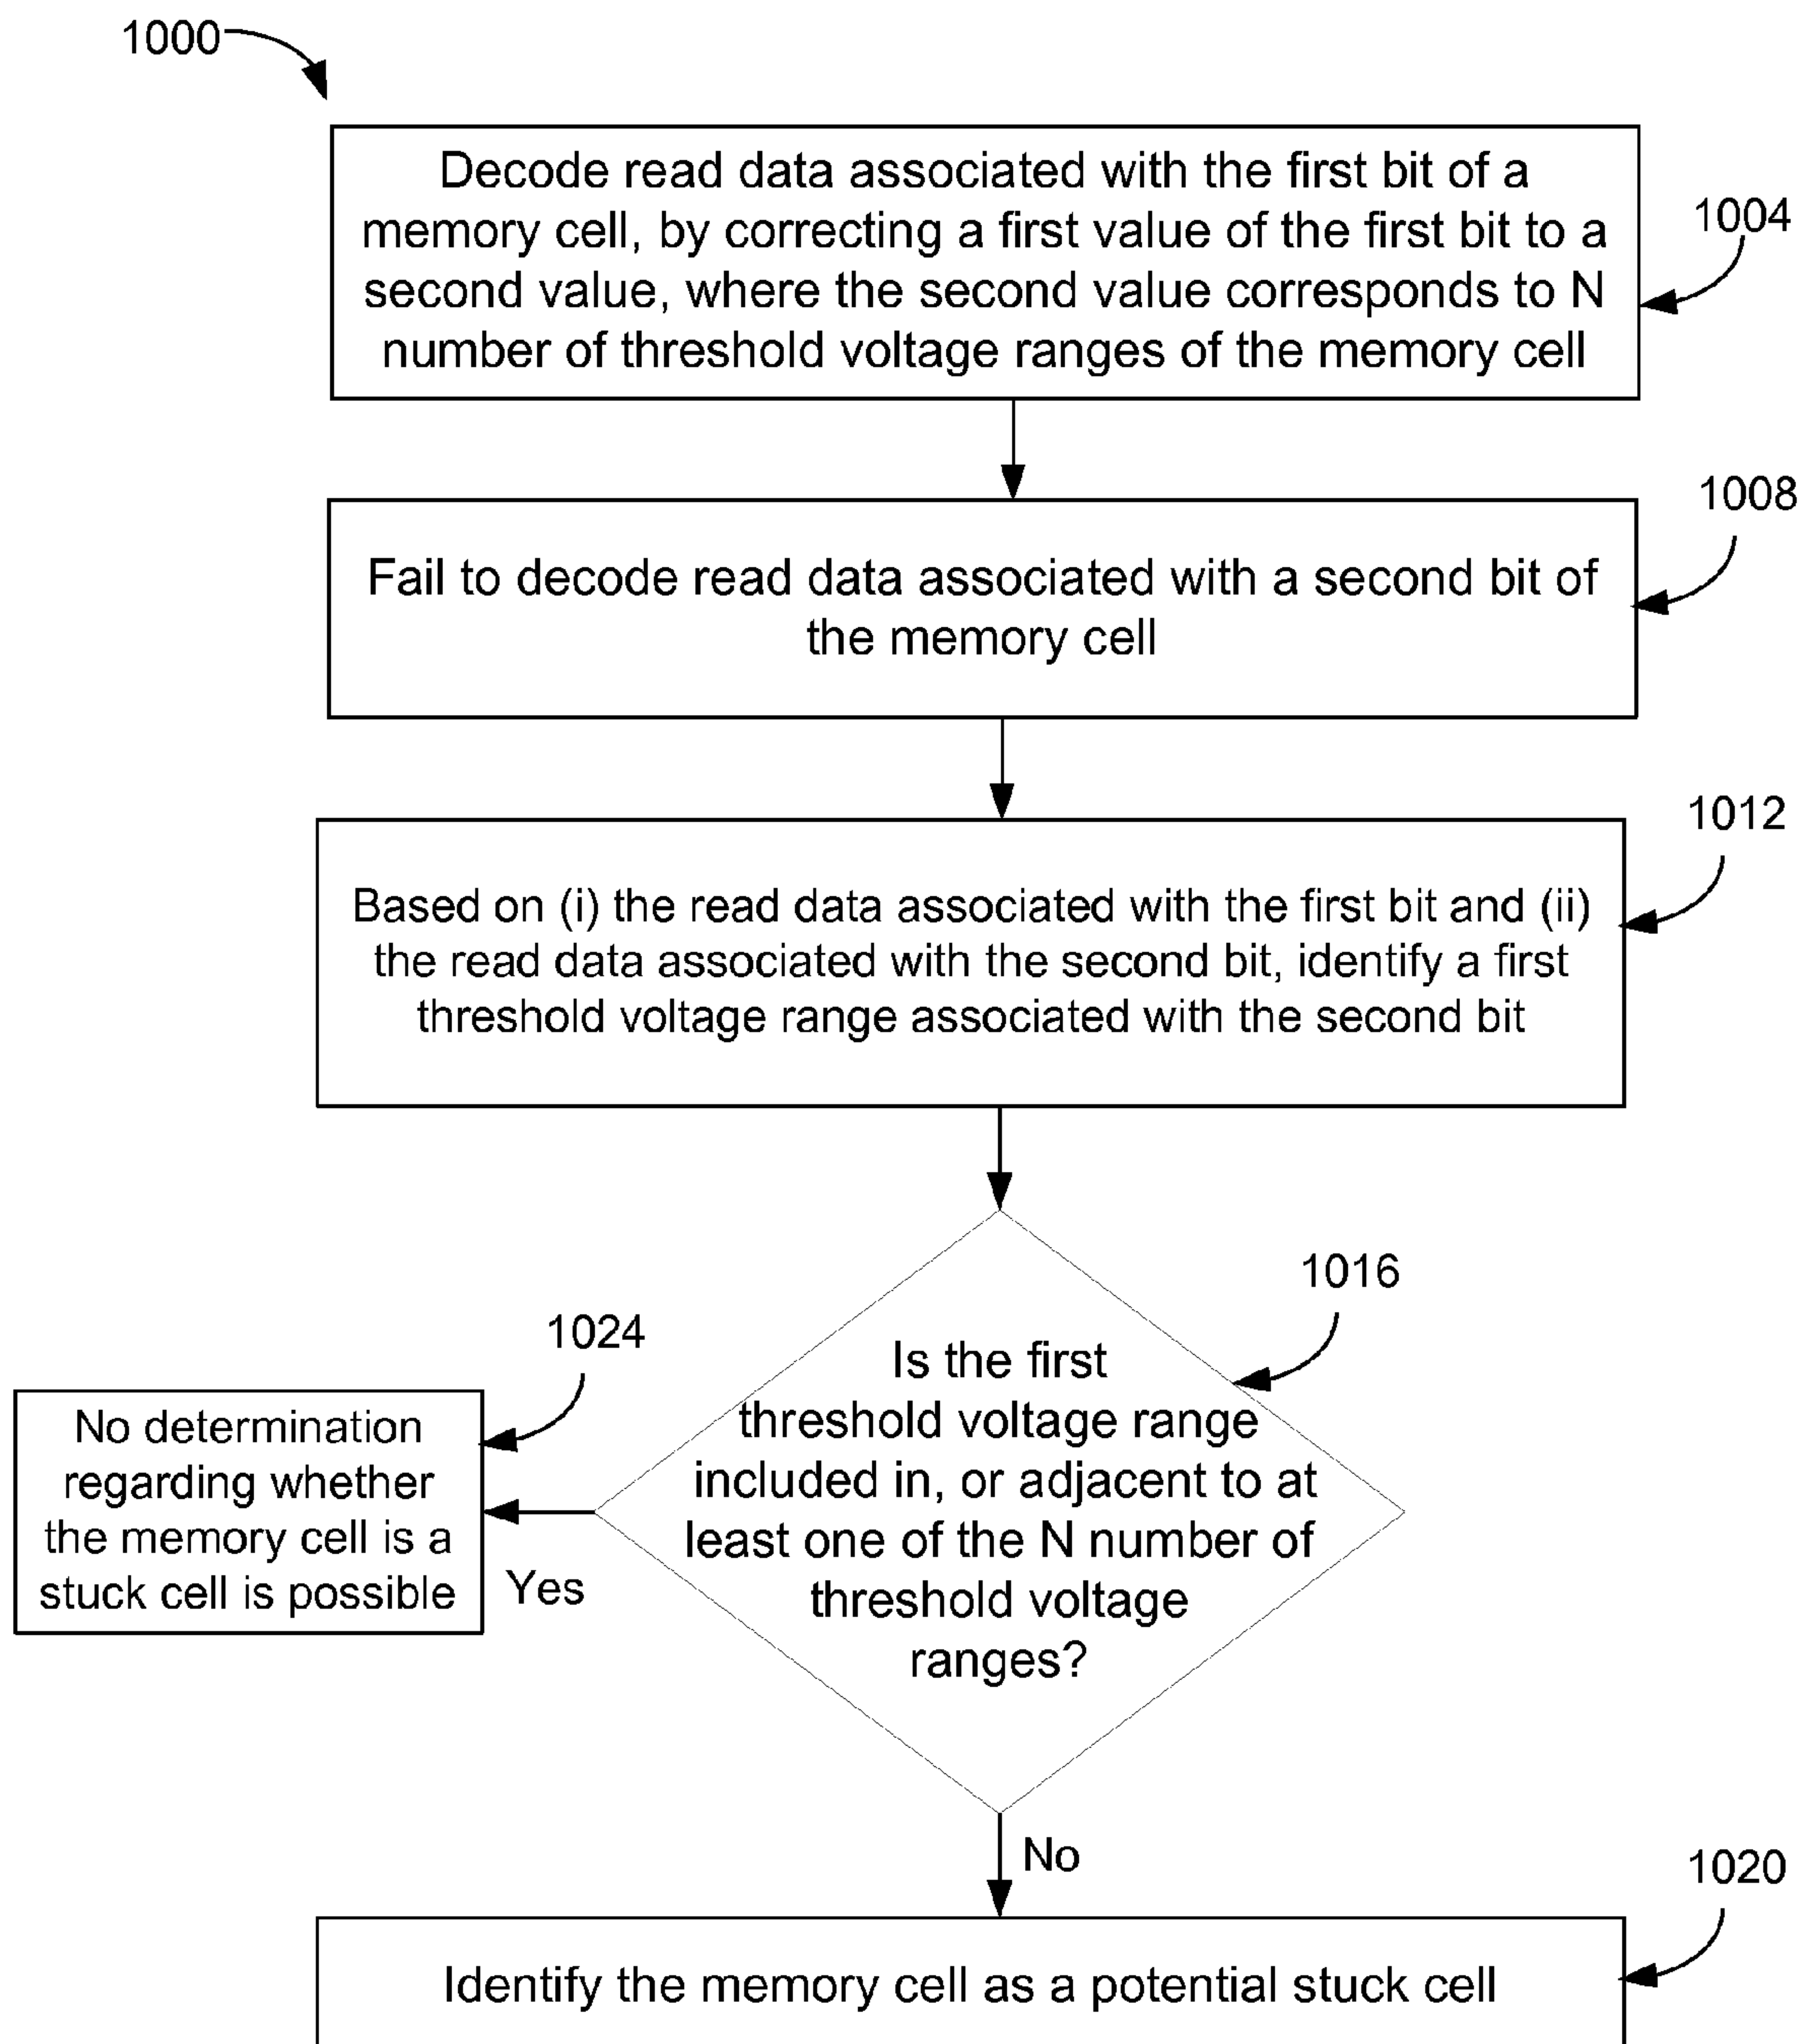 1000
Decode read data associated with the first bit of a
memory cell, by correcting a first value of the first bit to a
second value, where the second value corresponds to N
number of threshold voltage ranges of the memory cell
1004
Fail to decode read data associated with a second bit of
the memory cell
1008
Based on (i) the read data associated with the first bit and (ii)
the read data associated with the second bit, identify a first
threshold voltage range associated with the second bit
1012
Is the first
threshold voltage range
included in, or adjacent to at
least one of the N number of
threshold voltage
ranges?
1016
1024
No determination
regarding whether
the memory cell is a
stuck cell is possible
Yes
No
Identify the memory cell as a potential stuck cell
1020